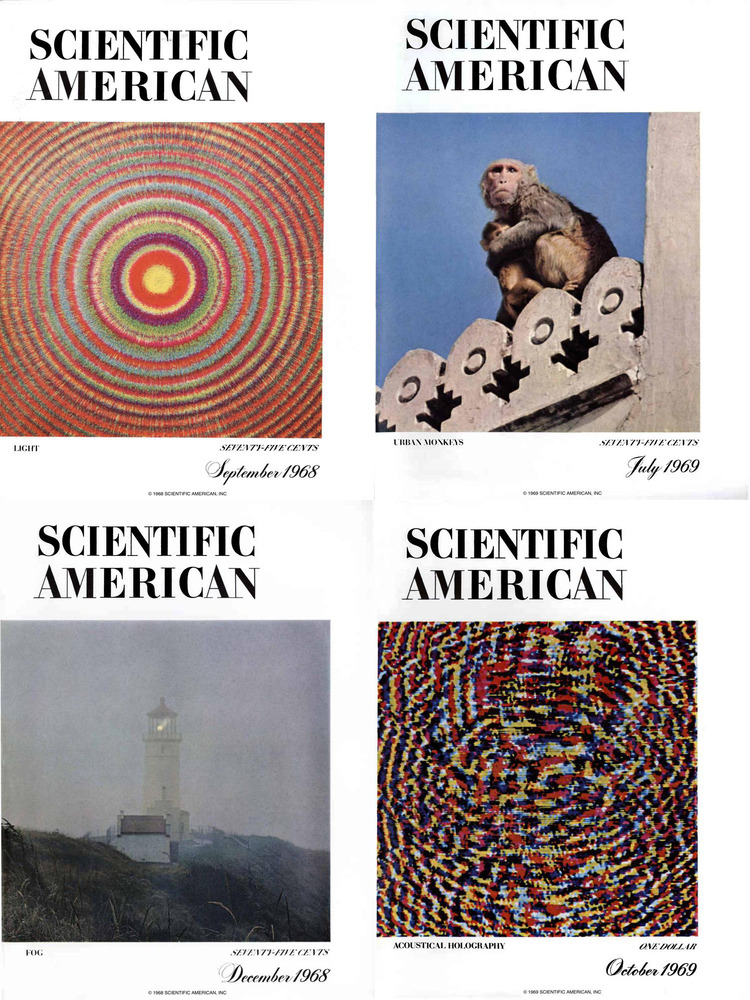 SCIENTIFIC
AMERICAN
LIGHT
SEVENTY-FIVE CENTS
September 1968
© 1968 SCIENTIFIC AMERICAN, INC
SCIENTIFIC
AMERICAN
URBAN MONKEYS
SEVENTY-FIVE CENTS
July 1969
© 1969 SCIENTIFIC AMERICAN, INC
SCIENTIFIC
AMERICAN
FOG
SEVENTY-FIVE CENTS
December 1968
© 1968 SCIENTIFIC AMERICAN, INC
SCIENTIFIC
AMERICAN
ACOUSTICAL HOLOGRAPHY
ONE DOLLAR
October 1969
© 1969 SCIENTIFIC AMERICAN, INC